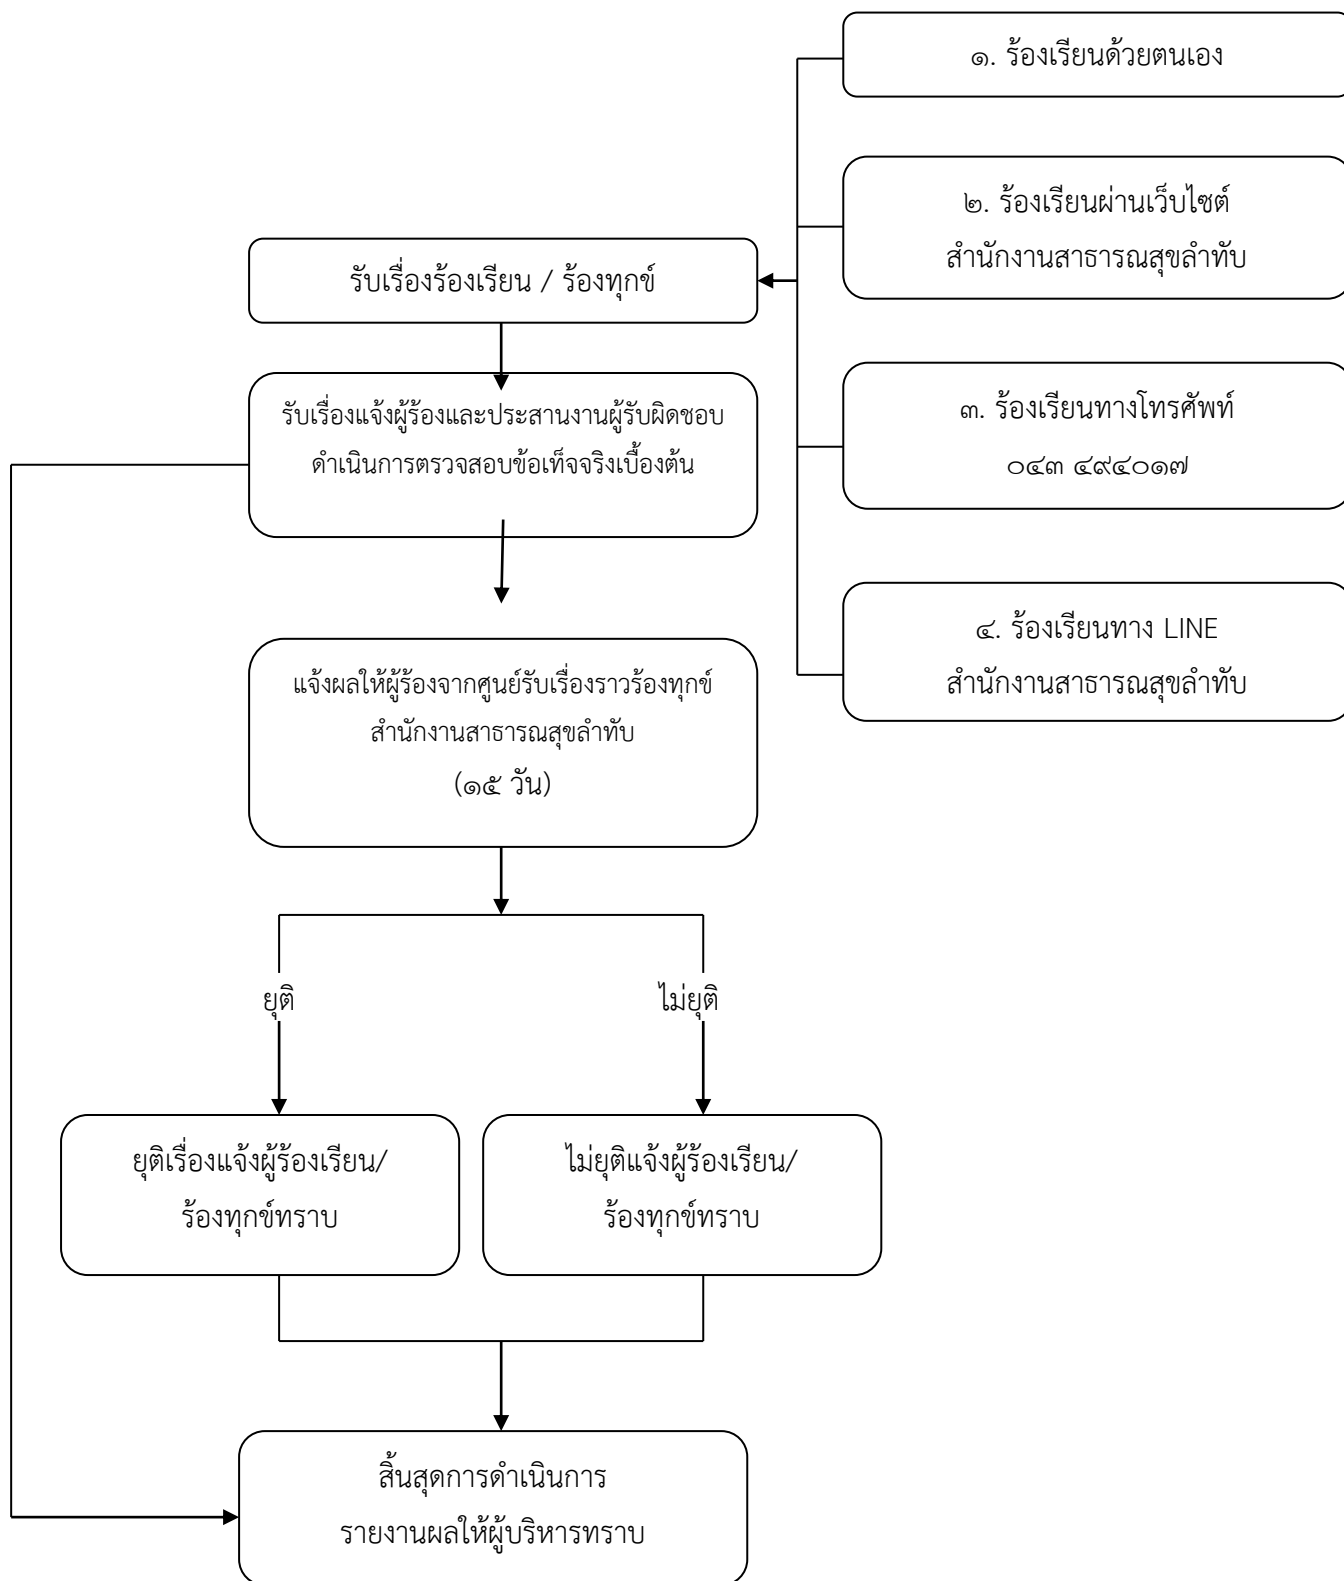 ๑. ร้องเรียนด้วยตนเอง
๒. ร้องเรียนผ่านเว็บไซต์
สำนักงานสาธารณสุขลำทับ
รับเรื่องร้องเรียน / ร้องทุกข์
๓. ร้องเรียนทางโทรศัพท์
๐๔๓ ๔๙๔๐๑๗
รับเรื่องแจ้งผู้ร้องและประสานงานผู้รับผิดชอบ
ดำเนินการตรวจสอบข้อเท็จจริงเบื้องต้น
๔. ร้องเรียนทาง LINE
สำนักงานสาธารณสุขลำทับ
แจ้งผลให้ผู้ร้องจากศูนย์รับเรื่องราวร้องทุกข์
สำนักงานสาธารณสุขลำทับ
(๑๕ วัน)
ยุติ
ไม่ยุติ
ยุติเรื่องแจ้งผู้ร้องเรียน/
ร้องทุกข์ทราบ
ไม่ยุติแจ้งผู้ร้องเรียน/
ร้องทุกข์ทราบ
สิ้นสุดการดำเนินการ
รายงานผลให้ผู้บริหารทราบ